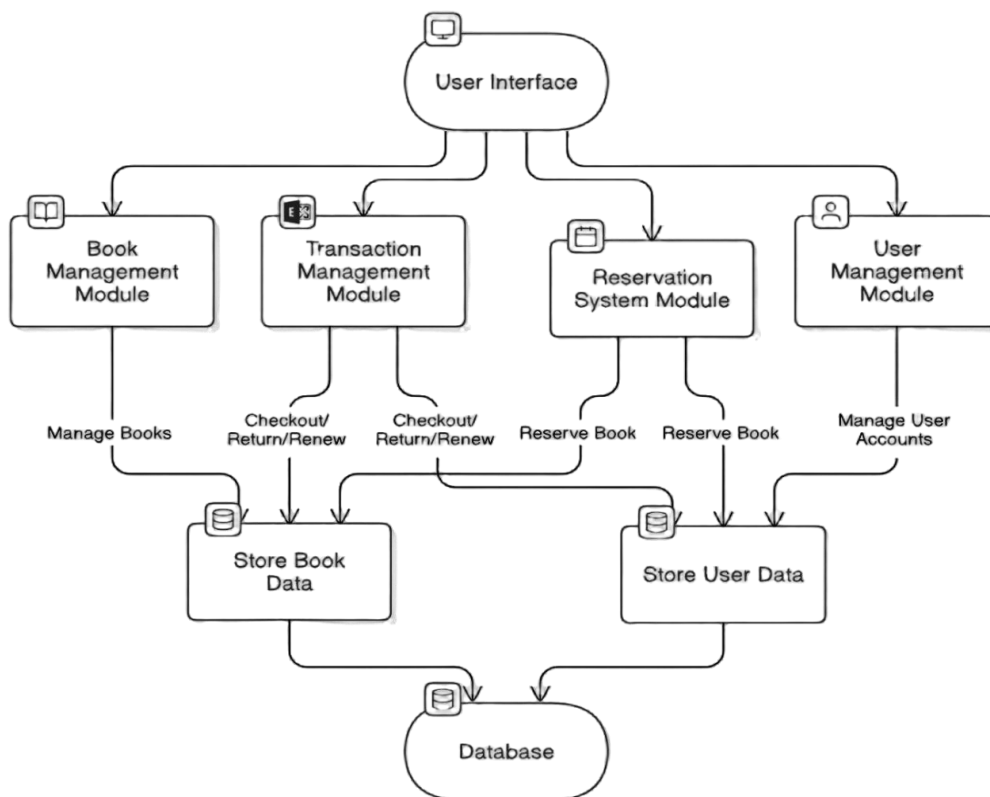 User Interface
Book
Management
Module
Transaction
Management
Module
Reservation
System Module
User
Management
Module
Manage Books
Checkout/
Return/Renew
Checkout/
Return/Renew
Reserve Book
Reserve Book
Manage User
Accounts
Store Book
Data
Store User Data
Database